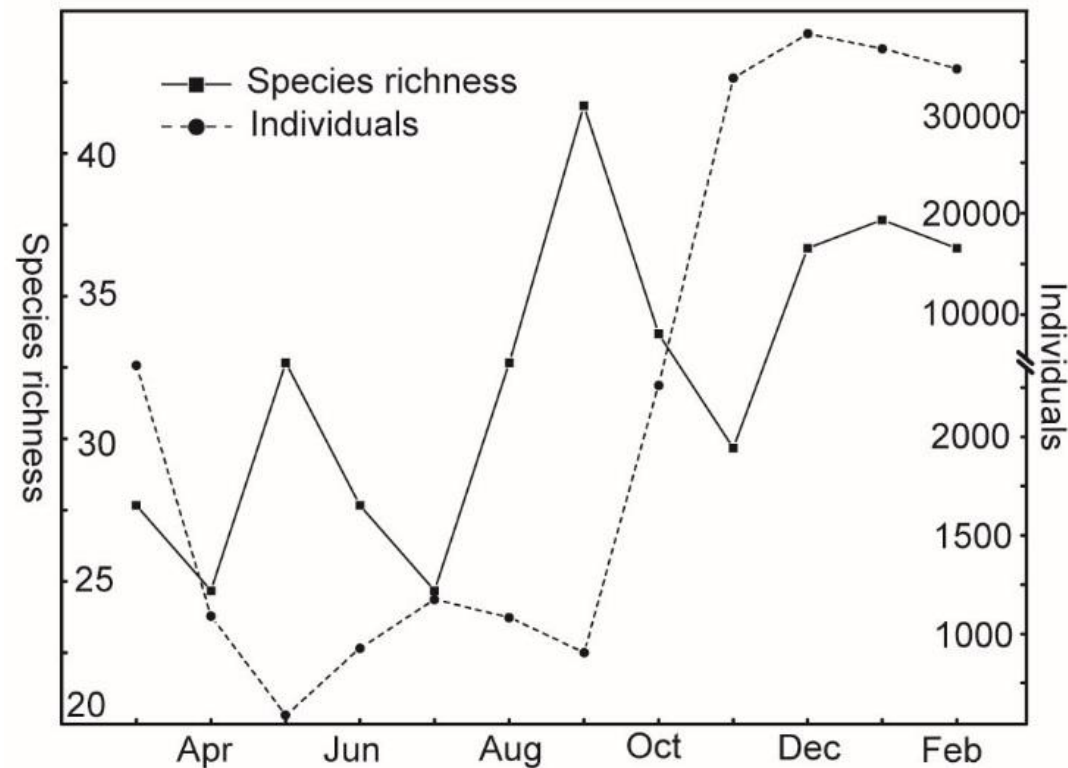 Species richness
Individuals
40
35
30
25
20
Species richness
30000
20000
10000
2000
1500
1000
Individuals
Apr Jun Aug Oct Dec Feb